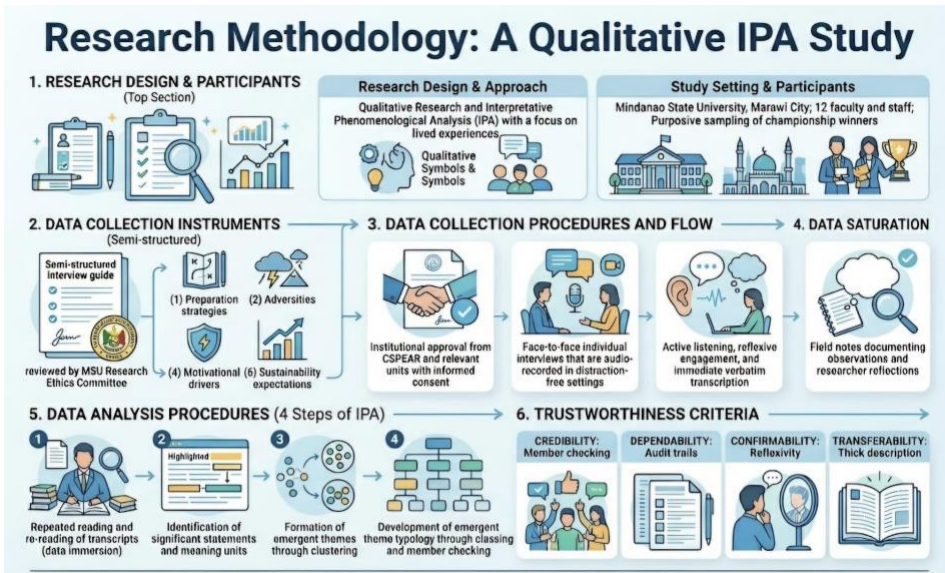 Research Methodology: A Qualitative IPA Study
1. RESEARCH DESIGN & PARTICIPANTS
(Top Section)
Research Design & Approach
Qualitative Research and Interpretative
Phenomenological Analysis (IPA) with a focus on
lived experiences
Qualitative
Symbols &
Symbols
Study Setting & Participants
Mindanao State University, Marawi City; 12 faculty and staff;
Purposive sampling of championship winners
2. DATA COLLECTION INSTRUMENTS
(Semi-structured)
Semi-structured
Interview guide
reviewed by MSU Research
Ethics Committee
(1) Preparation
strategies
(2) Adversities
(4) Motivational
drivers
(6) Sustainability
expectations
3. DATA COLLECTION PROCEDURES AND FLOW
Institutional approval from
CSPEAR and relevant
units with informed
consent
Face-to-face individual
interviews that are audio-
recorded in distraction-
free settings
Active listening, reflexive
engagement, and
immediate verbatim
transcription
4. DATA SATURATION
Field notes documenting
observations and
researcher reflections
5. DATA ANALYSIS PROCEDURES (4 Steps of IPA)
1
Repeated reading and
re-reading of transcripts
(data immersion)
2
Highlighted
Identification of
significant statements
and meaning units
3
Formation of
emergent themes
through clustering
4
Development of emergent
theme typology through classing
and member checking
6. TRUSTWORTHINESS CRITERIA
CREDIBILITY:
Member checking
DEPENDABILITY:
Audit trails
CONFIRMABILITY:
Reflexivity
TRANSFERABILITY:
Thick description